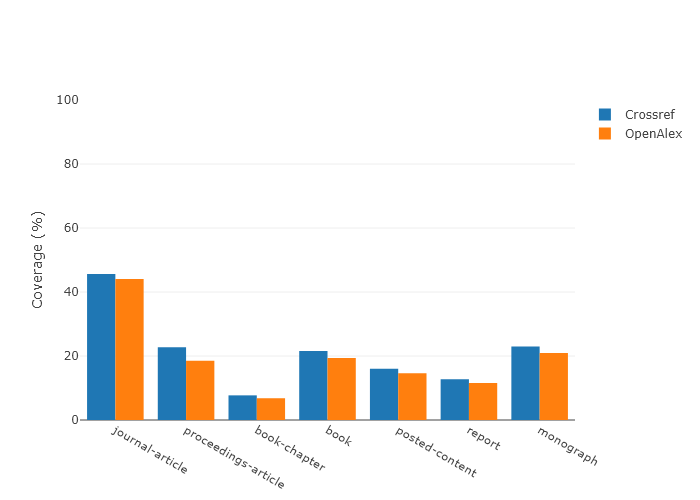 100
80
60
40
20
0
Coverage (%)
journal-article
proceedings-article
book-chapter
book
posted-content
report
monograph
Crossref
OpenAlex